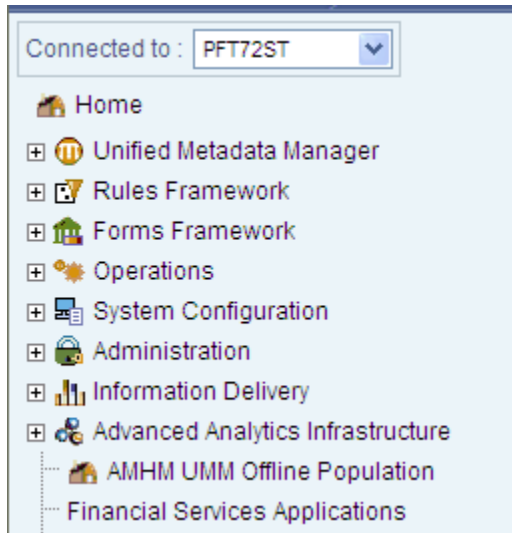 Connected to : PFT72ST
Home
Unified Metadata Manager
Rules Framework
Forms Framework
Operations
System Configuration
Administration
Information Delivery
Advanced Analytics Infrastructure
AMHM UMM Offline Population
Financial Services Applications